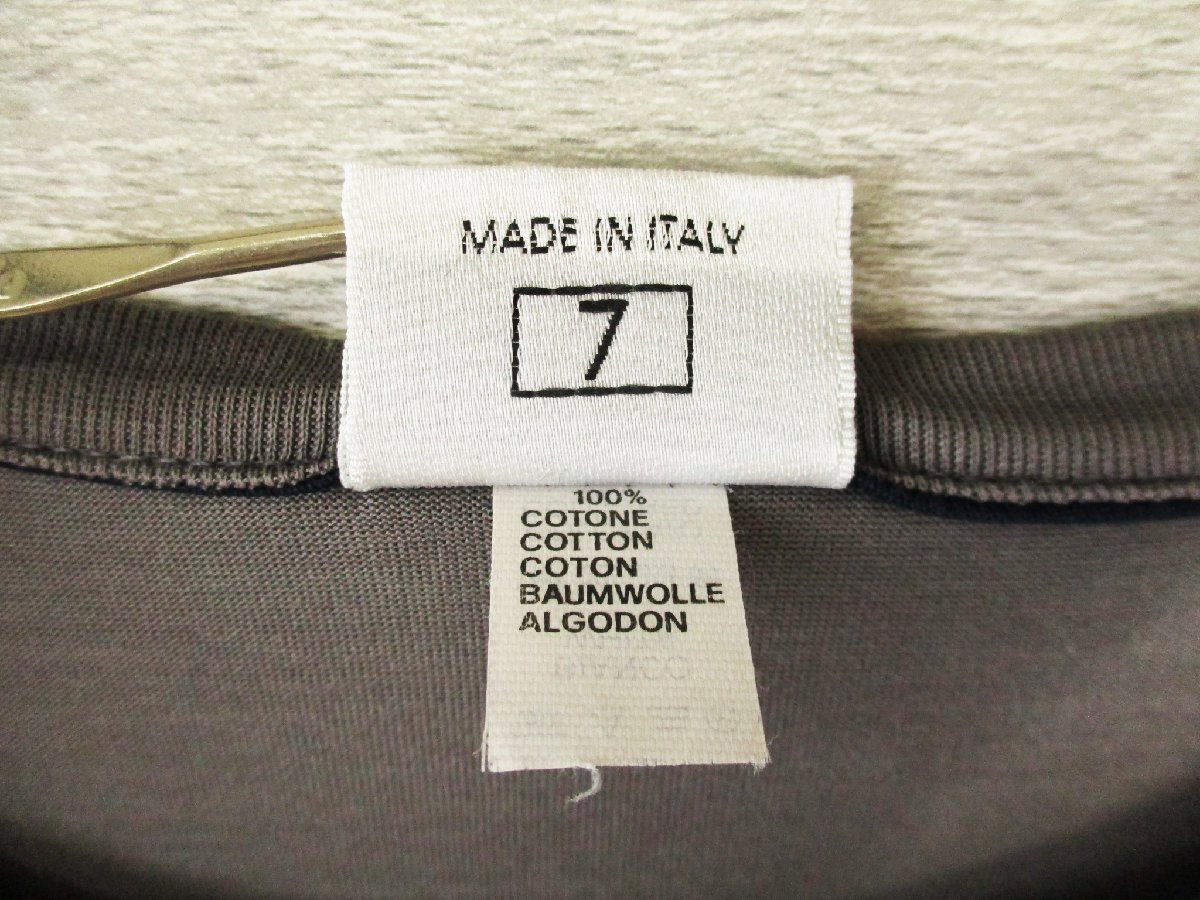 MADE IN ITALY
7
100%
COTONE
COTTON
COTON
BAUMWOLLE
ALGODON